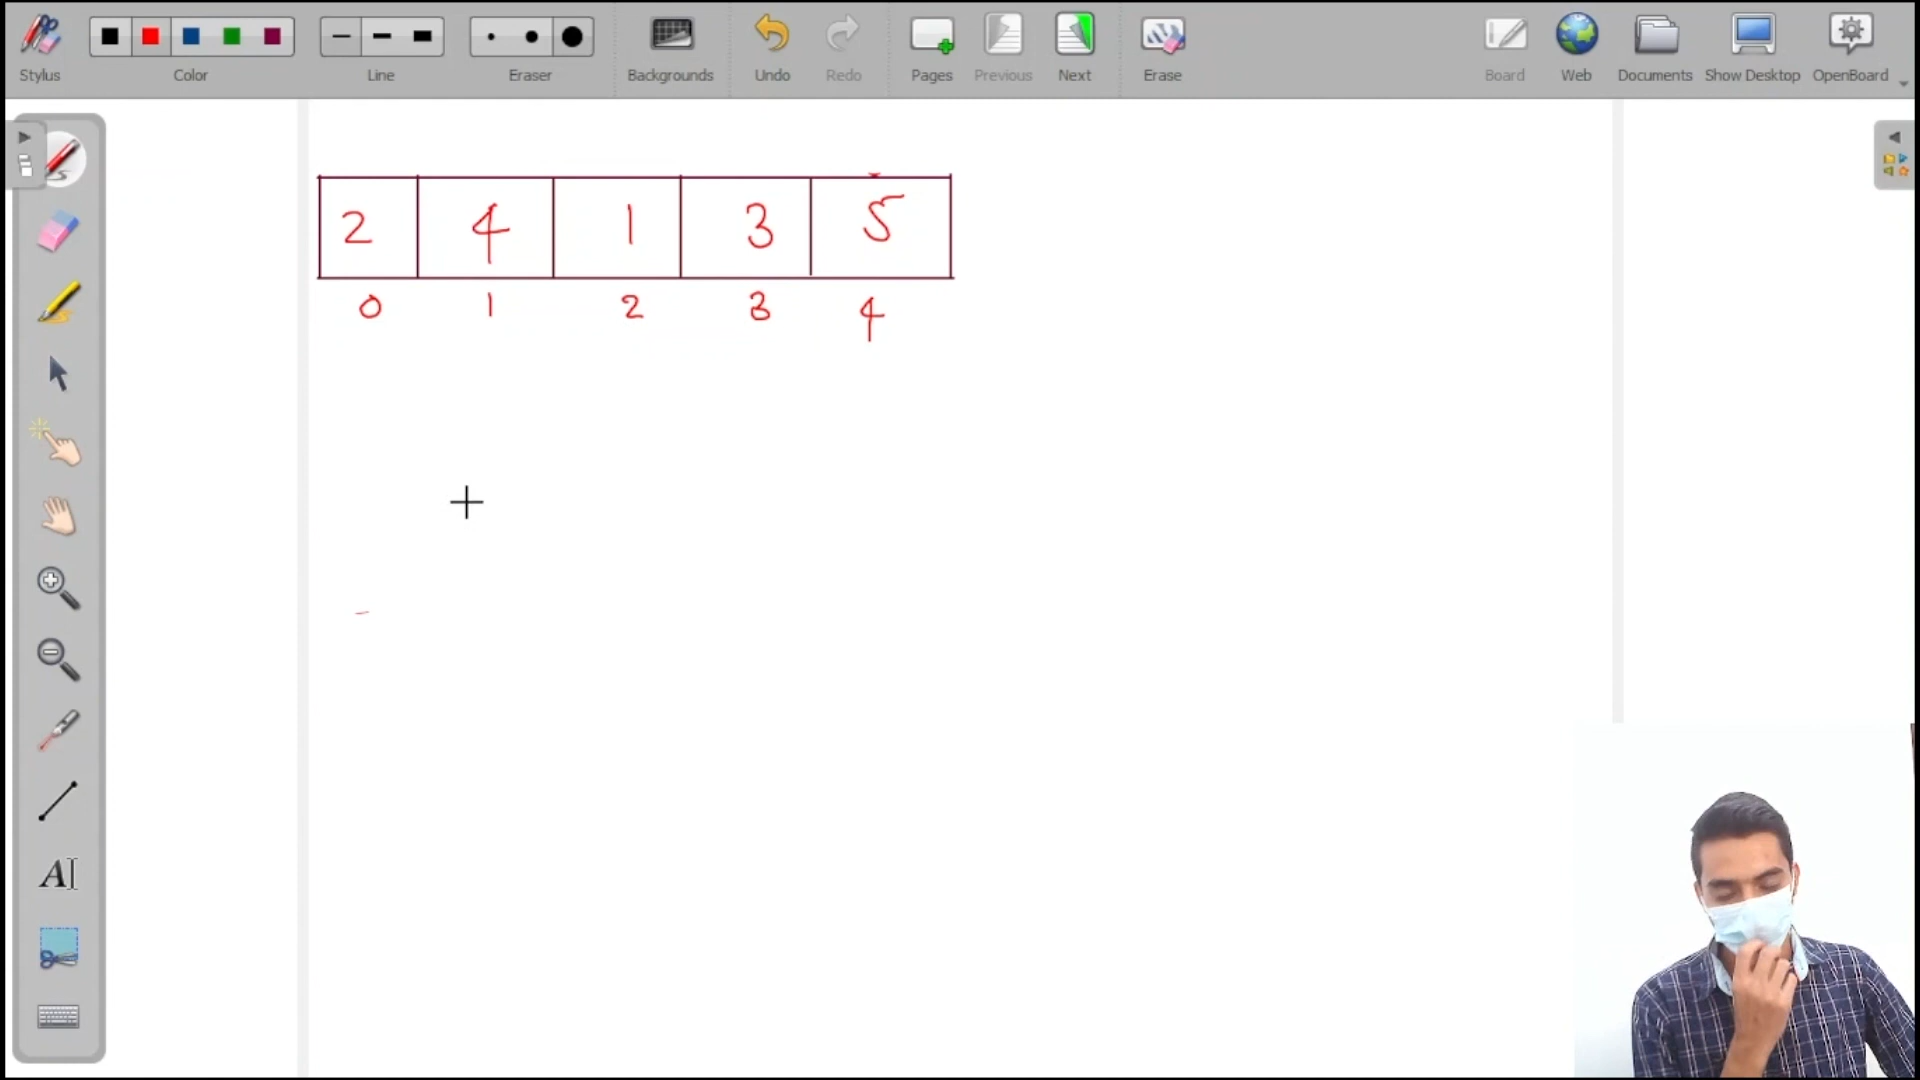 Stylus
Color
Line
Eraser
Backgrounds
Undo
Redo
Pages
Previous
Next
Erase
Board
Web
Documents
Show Desktop
OpenBoard
2 4 1 3 5
0 1 2 3 4
A